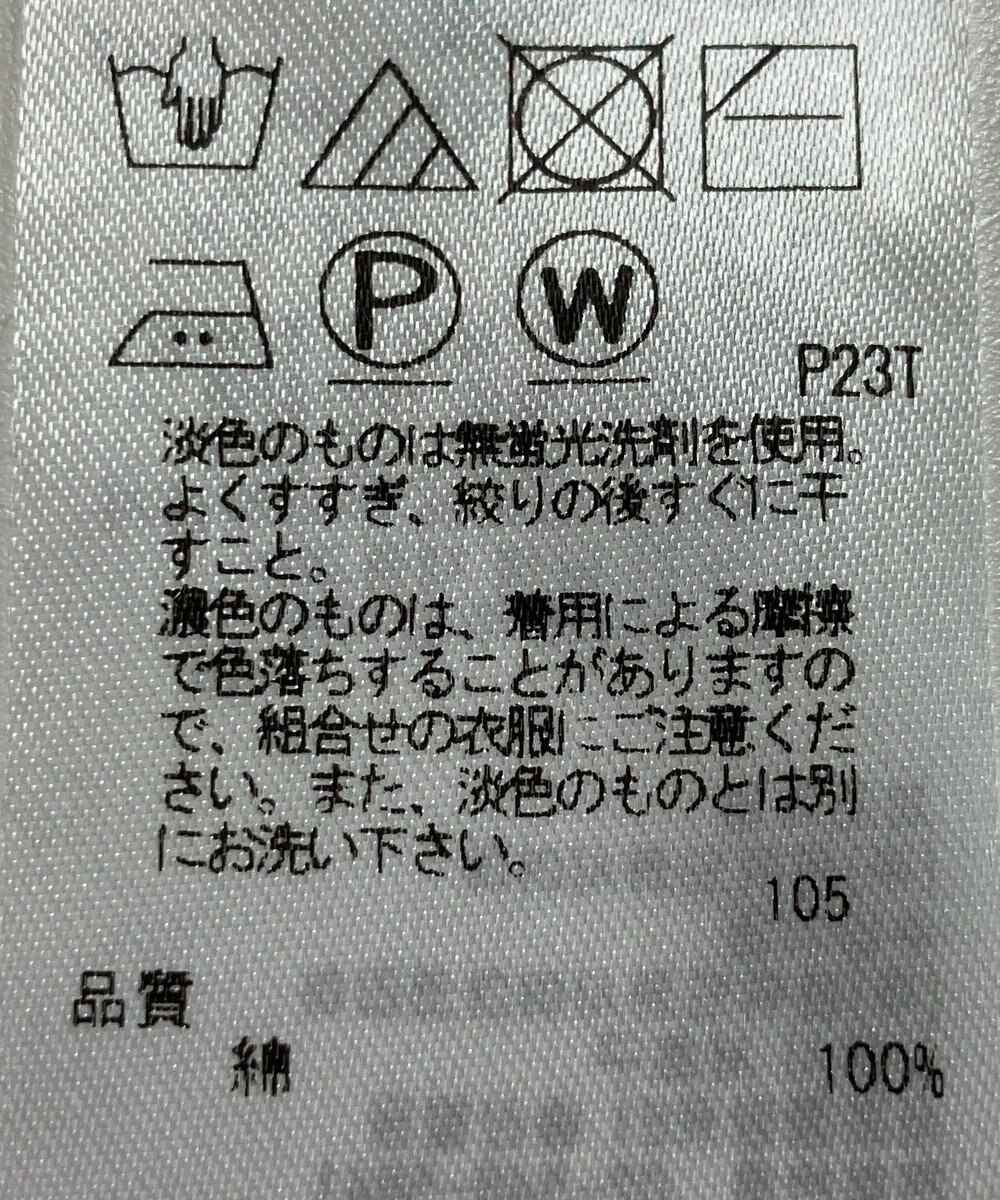 P W
P23T
淡色のものは無蛍光洗剤を使用。
よくすすぎ、絞りの後すぐに干
すこと。
濃色のものは、着用による摩擦
で色落ちすることがありますの
で、組合せの衣服にご注意くだ
さい。また、淡色のものとは別
にお洗い下さい。
105
品質
綿 100%